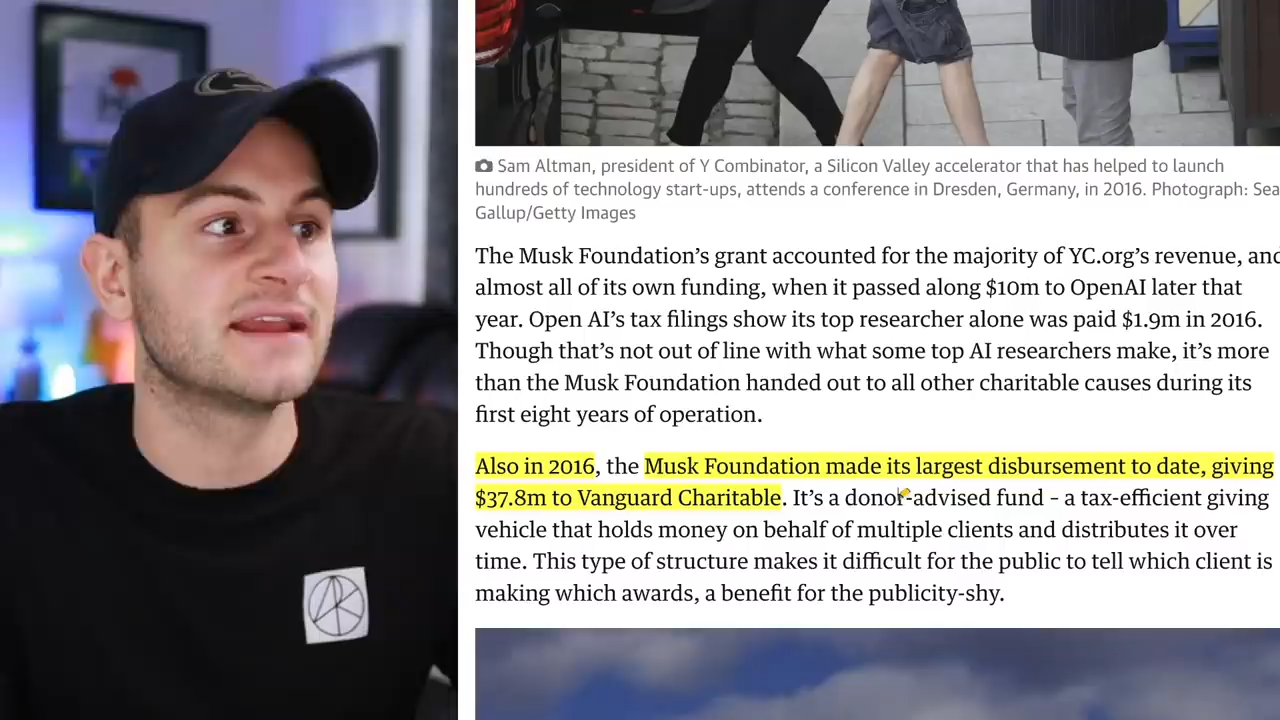 Sam Altman, president of Y Combinator, a Silicon Valley accelerator that has helped to launch
hundreds of technology start-ups, attends a conference in Dresden, Germany, in 2016. Photograph: Sea
Gallup/Getty Images
The Musk Foundation’s grant accounted for the majority of YC.org’s revenue, and
almost all of its own funding, when it passed along $10m to OpenAI later that
year. Open AI’s tax filings show its top researcher alone was paid $1.9m in 2016.
Though that’s not out of line with what some top AI researchers make, it’s more
than the Musk Foundation handed out to all other charitable causes during its
first eight years of operation.
Also in 2016, the Musk Foundation made its largest disbursement to date, giving
$37.8m to Vanguard Charitable. It’s a donor-advised fund – a tax-efficient giving
vehicle that holds money on behalf of multiple clients and distributes it over
time. This type of structure makes it difficult for the public to tell which client is
making which awards, a benefit for the publicity-shy.